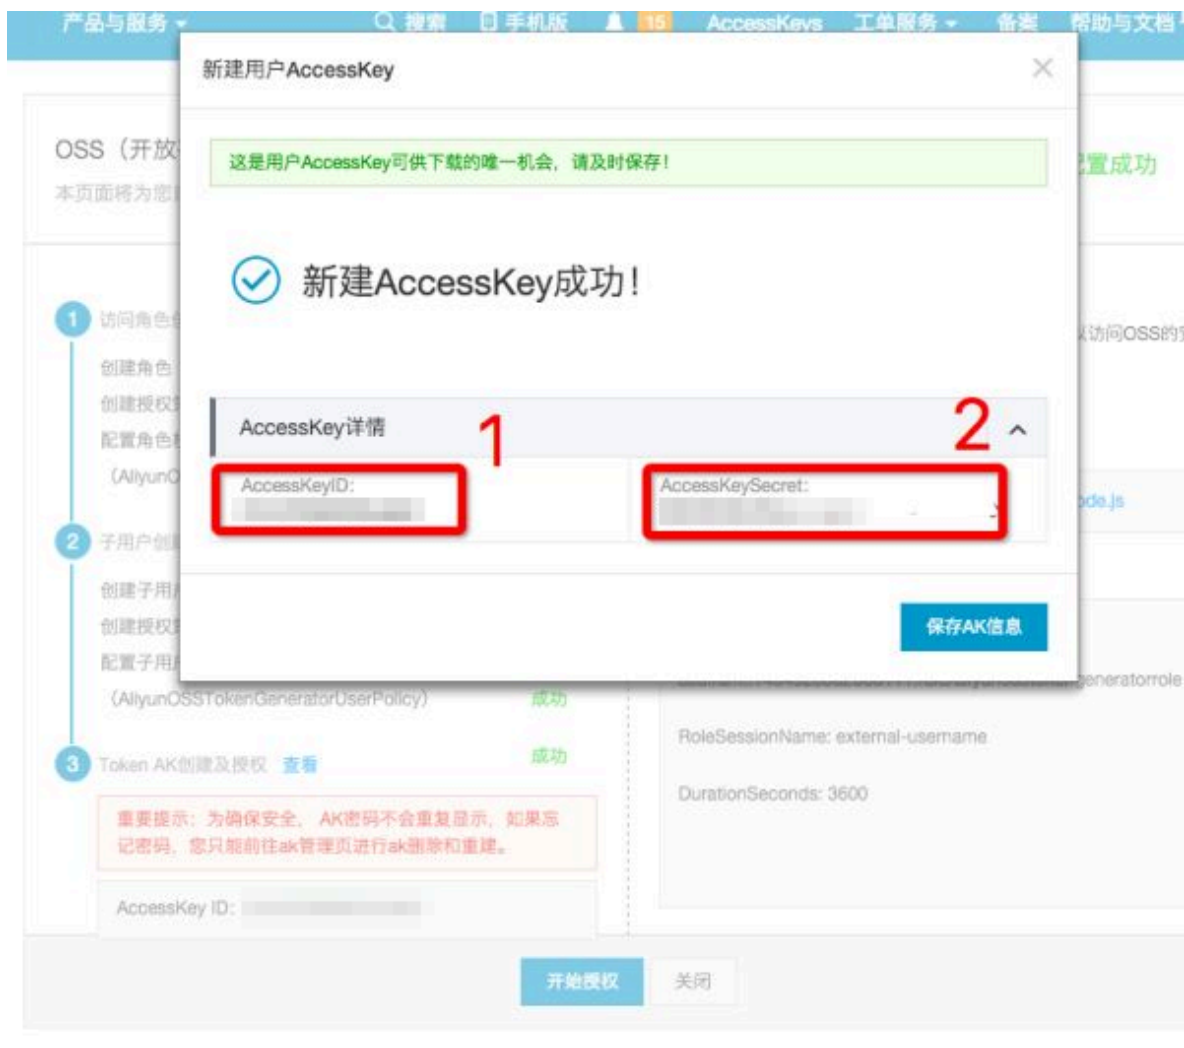 产品与服务 搜索 手机版 15 AccessKeys 工单服务 备案 帮助与文档
新建用户AccessKey
OSS（开放
本页面将为您
置成功
这是用户AccessKey可供下载的唯一机会，请及时保存！
新建AccessKey成功！
1 访问角色
访问OSS的
创建角色
创建授权
配置角色
（AliyunO
AccessKey详情
1
2
AccessKeyID:
AccessKeySecret:
ode.js
2 子用户创建
创建子用户
创建授权
配置子用户
（AliyunOSSTokenGeneratorUserPolicy） 成功
保存AK信息
generatorrole
RoleSessionName: external-username
DurationSeconds: 3600
3 Token AK创建及授权 查看 成功
重要提示：为确保安全， AK密码不会重复显示，如果忘
记密码，您只能前往ak管理页进行ak删除和重建。
AccessKey ID:
开始授权 关闭